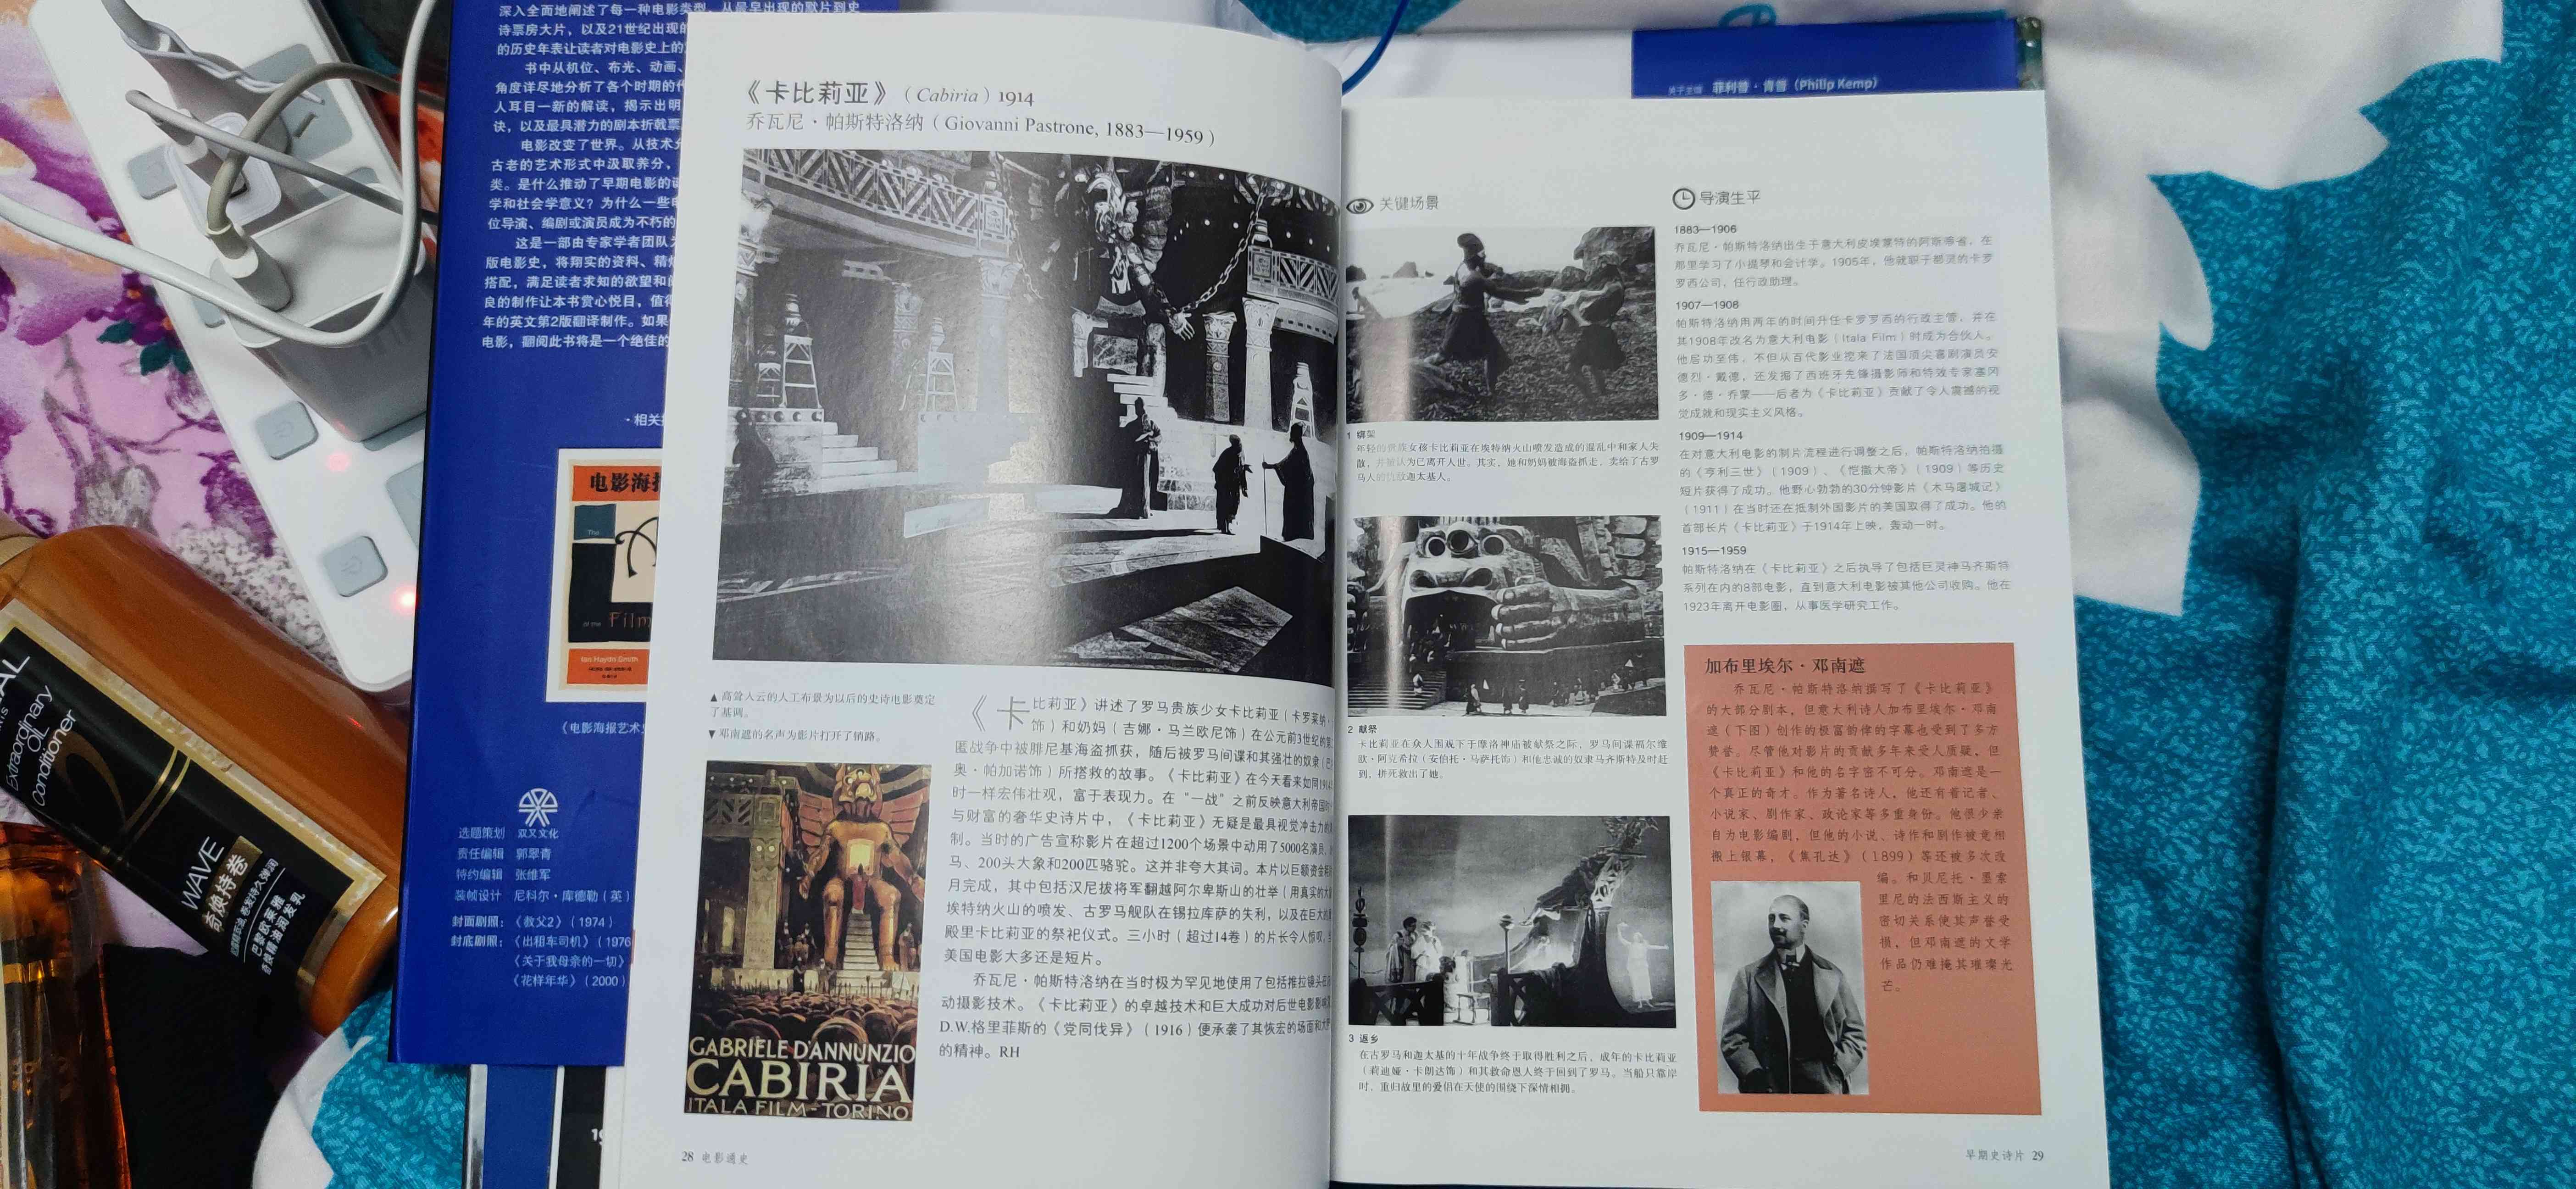 深入全面地阐述了每一种电影类型，从最早出现的默片到史
诗票房大片，以及21世纪出现的
的历史年表让读者对电影史上的
书中从机位、布光、动画、
角度详尽地分析了各个时期的代
人耳目一新的解读，揭示出明
诀，以及最具潜力的剧本折戟票
电影改变了世界。从技术
古老的艺术形式中汲取养分，
类。是什么推动了早期电影的
学和社会学意义？为什么一些电
位导演、编剧或演员成为不朽的
这是一部由专家学者团队
版电影史，将翔实的资料、精
搭配，满足读者求知的欲望和
良的制作让本书赏心悦目，值得
年的英文第2版翻译制作。如果
电影，翻阅此书将是一个绝佳的
·相关
电影海报
The
of the Film
Ian Haydn Smith
《电影海报艺术
选题策划 双又文化
责任编辑 郭翠青
特约编辑 张维军
装帧设计 尼科尔·库德勒（英）
封面剧照：《教父2》（1974）
封底剧照：《出租车司机》（1976
《关于我母亲的一切》
《花样年华》（2000）
Extraordinary
OIL
Conditioner
WAVE
奇焕持卷
巴黎欧莱雅
奇焕精油润发乳
菲利普·肯普（Philip Kemp）
《卡比莉亚》（Cabiria）1914
乔瓦尼·帕斯特洛纳（Giovanni Pastrone, 1883—1959）
▲高耸入云的人工布景为以后的史诗电影奠定
了基调。
▼邓南遮的名声为影片打开了销路。
GABRIELE D'ANNUNZIO
CABIRIA
ITALA FILM-TORINO
《卡比莉亚》讲述了罗马贵族少女卡比莉亚（卡罗莱纳·
饰）和奶妈（吉娜·马兰欧尼饰）在公元前3世纪的
匿战争中被腓尼基海盗抓获，随后被罗马间谍和其强壮的奴隶（
奥·帕加诺饰）所搭救的故事。《卡比莉亚》在今天看来如同1914
时一样宏伟壮观，富于表现力。在“一战”之前反映意大利帝国
与财富的奢华史诗片中，《卡比莉亚》无疑是最具视觉冲击力的
制。当时的广告宣称影片在超过1200个场景中动用了5000名演员、
马、200头大象和200匹骆驼。这并非夸大其词。本片以巨额资金
月完成，其中包括汉尼拔将军翻越阿尔卑斯山的壮举（用真实的大
埃特纳火山的喷发、古罗马舰队在锡拉库萨的失利，以及在巨大的
殿里卡比莉亚的祭祀仪式。三小时（超过14卷）的片长令人惊叹，
美国电影大多还是短片。
乔瓦尼·帕斯特洛纳在当时极为罕见地使用了包括推拉镜头在
动摄影技术。《卡比莉亚》的卓越技术和巨大成功对后世电影影响
D.W.格里菲斯的《党同伐异》（1916）便承袭了其恢宏的场面和
的精神。RH
28 电影通史
关键场景
1 绑架
年轻的贵族女孩卡比莉亚在埃特纳火山喷发造成的混乱中和家人失
散，并被认为已离开人世。其实，她和奶妈被海盗抓走，卖给了古罗
马人的仇敌迦太基人。
2 献祭
卡比莉亚在众人围观下于摩洛神庙被献祭之际，罗马间谍福尔维
欧·阿克希拉（安伯托·马萨托饰）和他忠诚的奴隶马齐斯特及时赶
到，拼死救出了她。
3 返乡
在古罗马和迦太基的十年战争终于取得胜利之后，成年的卡比莉亚
（莉迪娅·卡朗达饰）和其救命恩人终于回到了罗马。当船只靠岸
时，重归故里的爱侣在天使的围绕下深情相拥。
导演生平
1883—1906
乔瓦尼·帕斯特洛纳出生于意大利皮埃蒙特的阿斯蒂省，在
那里学习了小提琴和会计学。1905年，他就职于都灵的卡罗
罗西公司，任行政助理。
1907—1908
帕斯特洛纳用两年的时间升任卡罗罗西的行政主管，并在
其1908年改名为意大利电影（Itala Film）时成为合伙人。
他居功至伟，不但从百代影业挖来了法国顶尖喜剧演员安
德烈·戴德，还发掘了西班牙先锋摄影师和特效专家塞冈
多·德·乔蒙——后者为《卡比莉亚》贡献了令人震撼的视
觉成就和现实主义风格。
1909—1914
在对意大利电影的制片流程进行调整之后，帕斯特洛纳拍摄
的《亨利三世》（1909）、《恺撒大帝》（1909）等历史
短片获得了成功。他野心勃勃的30分钟影片《木马屠城记》
（1911）在当时还在抵制外国影片的美国取得了成功。他的
首部长片《卡比莉亚》于1914年上映，轰动一时。
1915—1959
帕斯特洛纳在《卡比莉亚》之后执导了包括巨灵神马齐斯特
系列在内的8部电影，直到意大利电影被其他公司收购。他在
1923年离开电影圈，从事医学研究工作。
加布里埃尔·邓南遮
乔瓦尼·帕斯特洛纳撰写了《卡比莉亚》
的大部分剧本，但意大利诗人加布里埃尔·邓南
遮（下图）创作的极富韵律的字幕也受到了多方
赞誉。尽管他对影片的贡献多年来受人质疑，但
《卡比莉亚》和他的名字密不可分。邓南遮是一
个真正的奇才。作为著名诗人，他还有着记者、
小说家、剧作家、政论家等多重身份。他很少亲
自为电影编剧，但他的小说、诗作和剧作被竞相
搬上银幕，《焦孔达》（1899）等还被多次改
编。和贝尼托·墨索
里尼的法西斯主义的
密切关系使其声誉受
损，但邓南遮的文学
作品仍难掩其璀璨光
芒。
早期史诗片 29